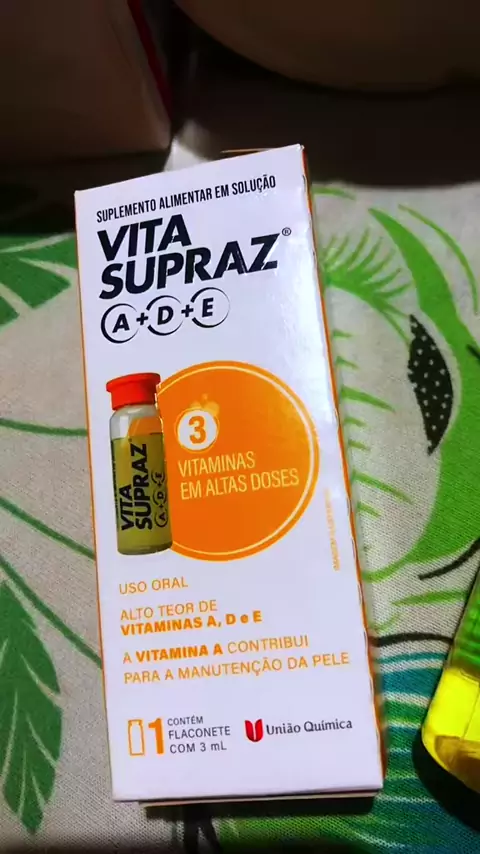 SUPLEMENTO ALIMENTAR EM SOLUÇÃO
VITA
SUPRAZ®
A+D+E
3
VITAMINAS
EM ALTAS DOSES
VITA
SUPRAZ
A+D+E
USO ORAL
ALTO TEOR DE
VITAMINAS A, D e E
A VITAMINA A CONTRIBUI
PARA A MANUTENÇÃO DA PELE
1 CONTÉM
FLACONETE
COM 3 mL
União Química